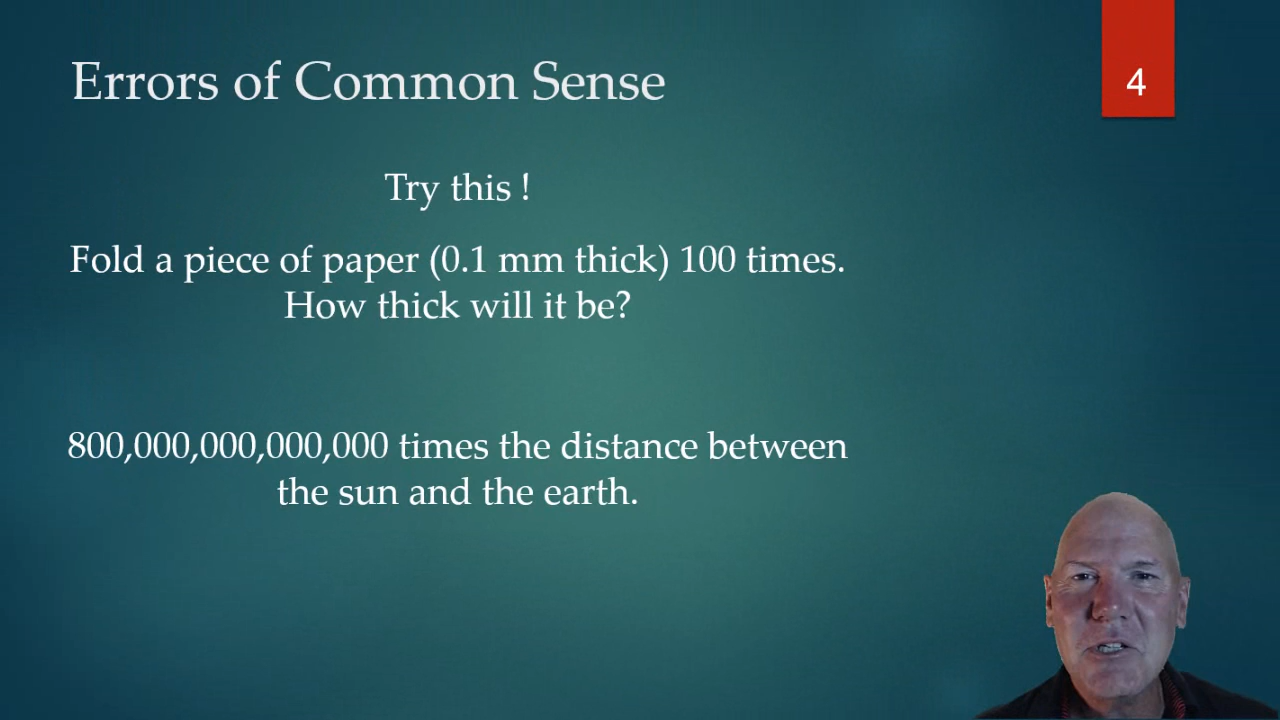 Errors of Common Sense
4
Try this !
Fold a piece of paper (0.1 mm thick) 100 times.
How thick will it be?
800,000,000,000,000 times the distance between
the sun and the earth.